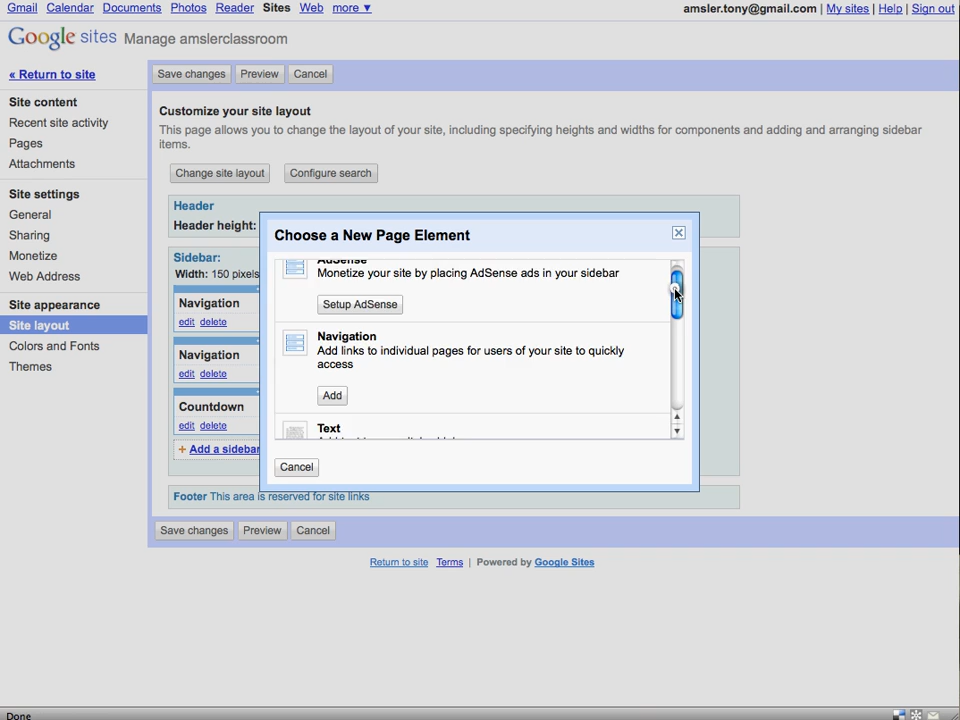 Gmail Calendar Documents Photos Reader Sites Web more ▼
amsler.tony@gmail.com | My sites | Help | Sign out
Google sites Manage amslerclassroom
« Return to site
Site content
Recent site activity
Pages
Attachments
Site settings
General
Sharing
Monetize
Web Address
Site appearance
Site layout
Colors and Fonts
Themes
Save changes Preview Cancel
Customize your site layout
This page allows you to change the layout of your site, including specifying heights and widths for components and adding and arranging sidebar
items.
Change site layout Configure search
Header
Header height:
Sidebar:
Width: 150 pixels
Navigation
edit delete
Navigation
edit delete
Countdown
edit delete
+ Add a sidebar
Choose a New Page Element
AdSense
Monetize your site by placing AdSense ads in your sidebar
Setup AdSense
Navigation
Add links to individual pages for users of your site to quickly
access
Add
Text
Cancel
Footer This area is reserved for site links
Save changes Preview Cancel
Return to site Terms | Powered by Google Sites
Done